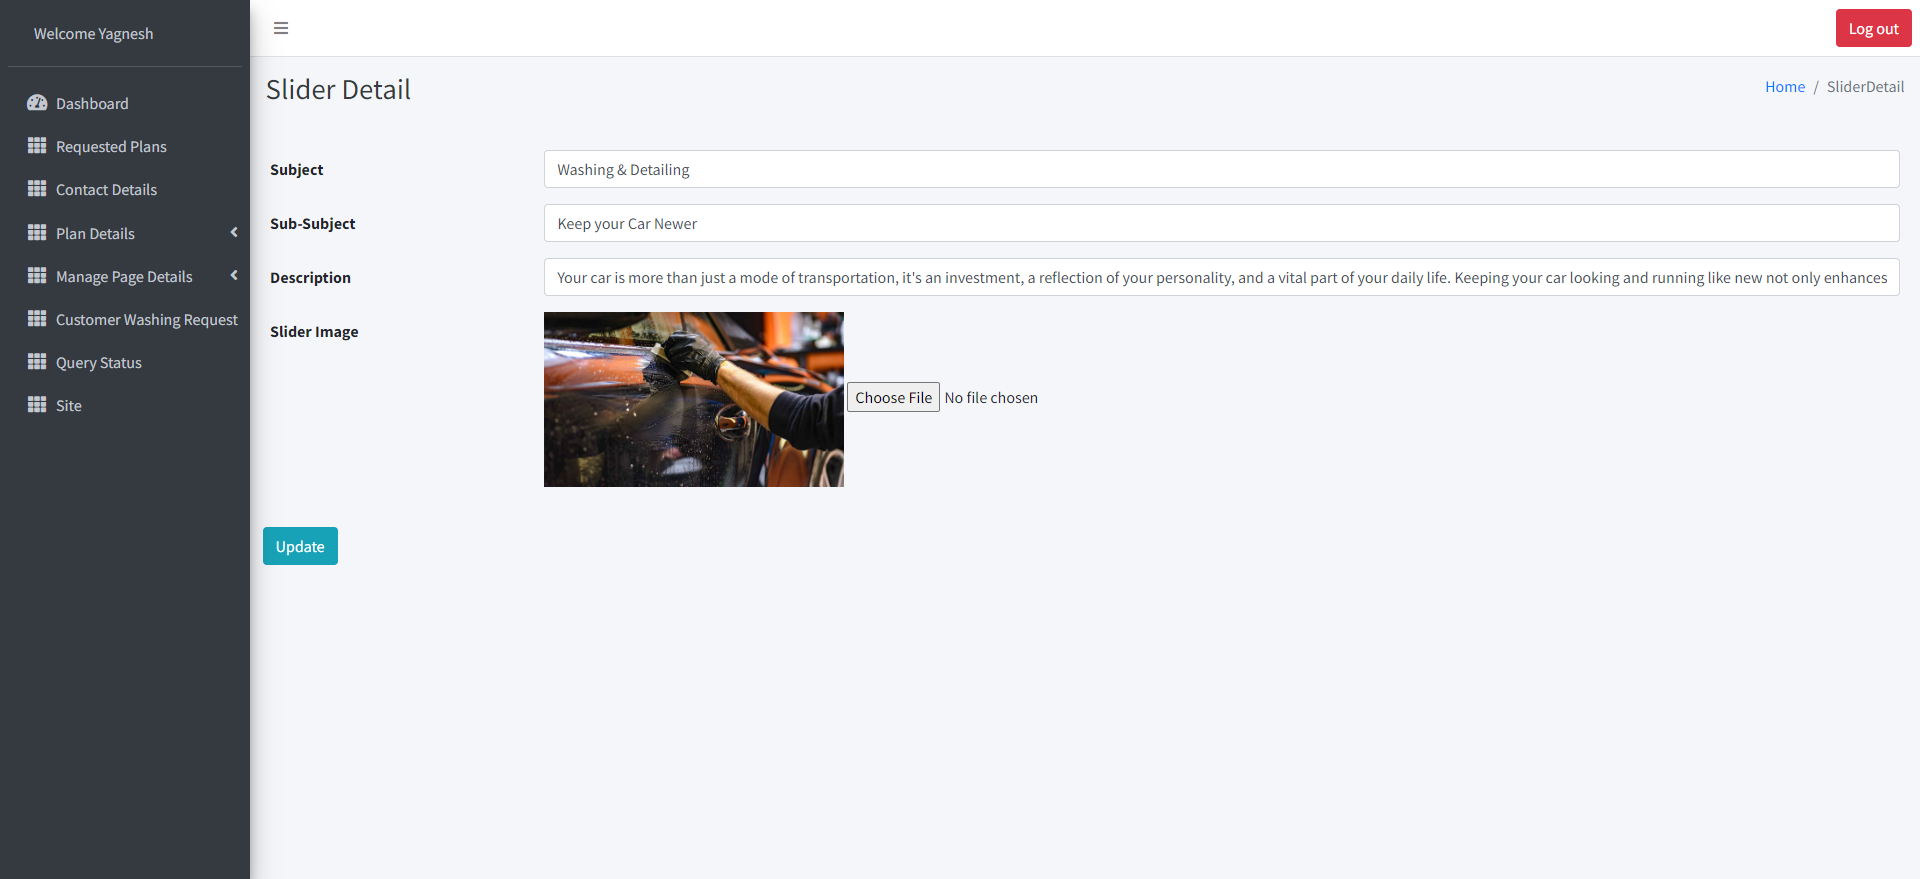 Welcome Yagnesh
Log out
Slider Detail
Home / SliderDetail
Dashboard
Requested Plans
Contact Details
Plan Details
Manage Page Details
Customer Washing Request
Query Status
Site
Subject
Washing & Detailing
Sub-Subject
Keep your Car Newer
Description
Your car is more than just a mode of transportation, it's an investment, a reflection of your personality, and a vital part of your daily life. Keeping your car looking and running like new not only enhances
Slider Image
Choose File No file chosen
Update